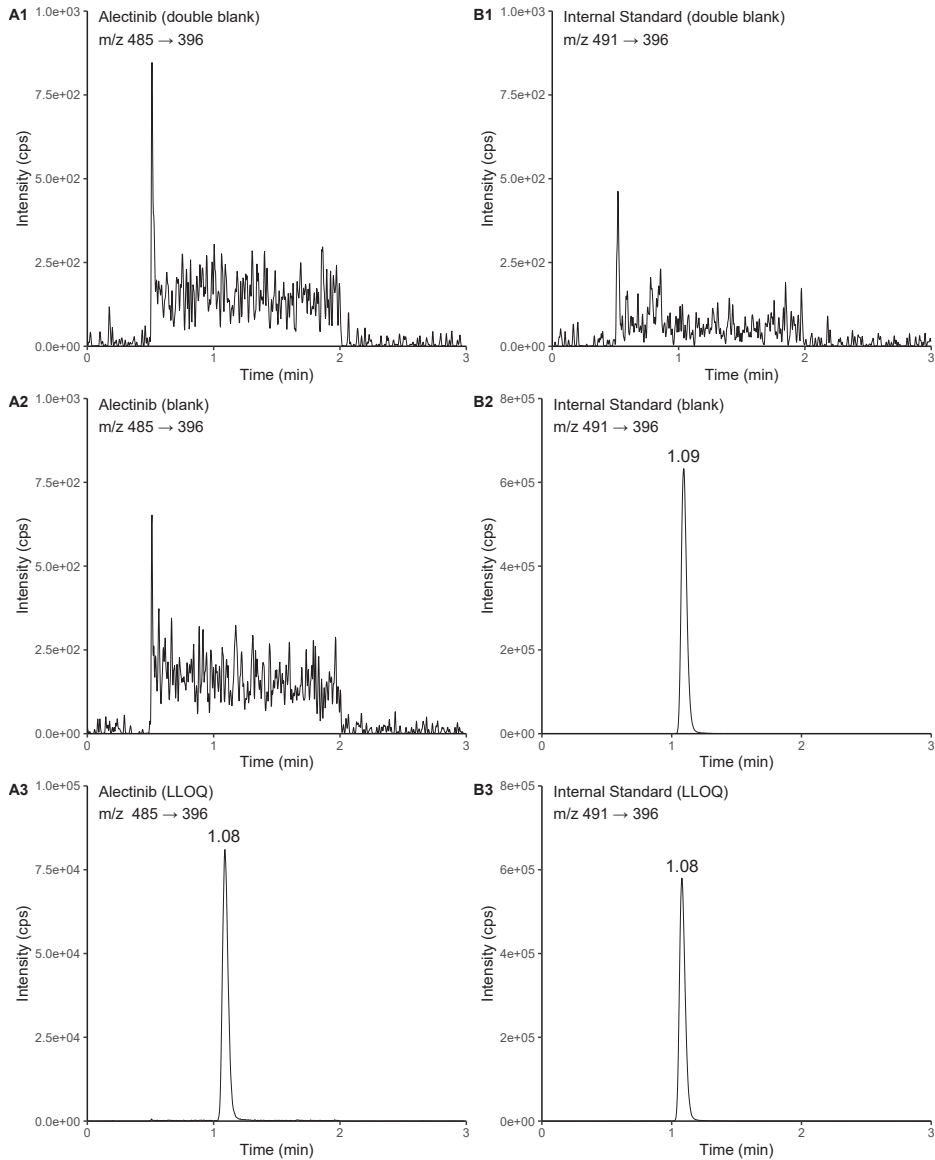 A1
Alectinib (double blank)
m/z 485 → 396
1.0e+03
7.5e+02
5.0e+02
2.5e+02
0.0e+00
Intensity (cps)
0 1 2 3
Time (min)
B1
Internal Standard (double blank)
m/z 491 → 396
1.0e+03
7.5e+02
5.0e+02
2.5e+02
0.0e+00
Intensity (cps)
0 1 2 3
Time (min)
A2
Alectinib (blank)
m/z 485 → 396
1.0e+03
7.5e+02
5.0e+02
2.5e+02
0.0e+00
Intensity (cps)
0 1 2 3
Time (min)
B2
Internal Standard (blank)
m/z 491 → 396
1.09
8e+05
6e+05
4e+05
2e+05
0e+00
Intensity (cps)
0 1 2 3
Time (min)
A3
Alectinib (LLOQ)
m/z 485 → 396
1.08
1.0e+05
7.5e+04
5.0e+04
2.5e+04
0.0e+00
Intensity (cps)
0 1 2 3
Time (min)
B3
Internal Standard (LLOQ)
m/z 491 → 396
1.08
8e+05
6e+05
4e+05
2e+05
0e+00
Intensity (cps)
0 1 2 3
Time (min)